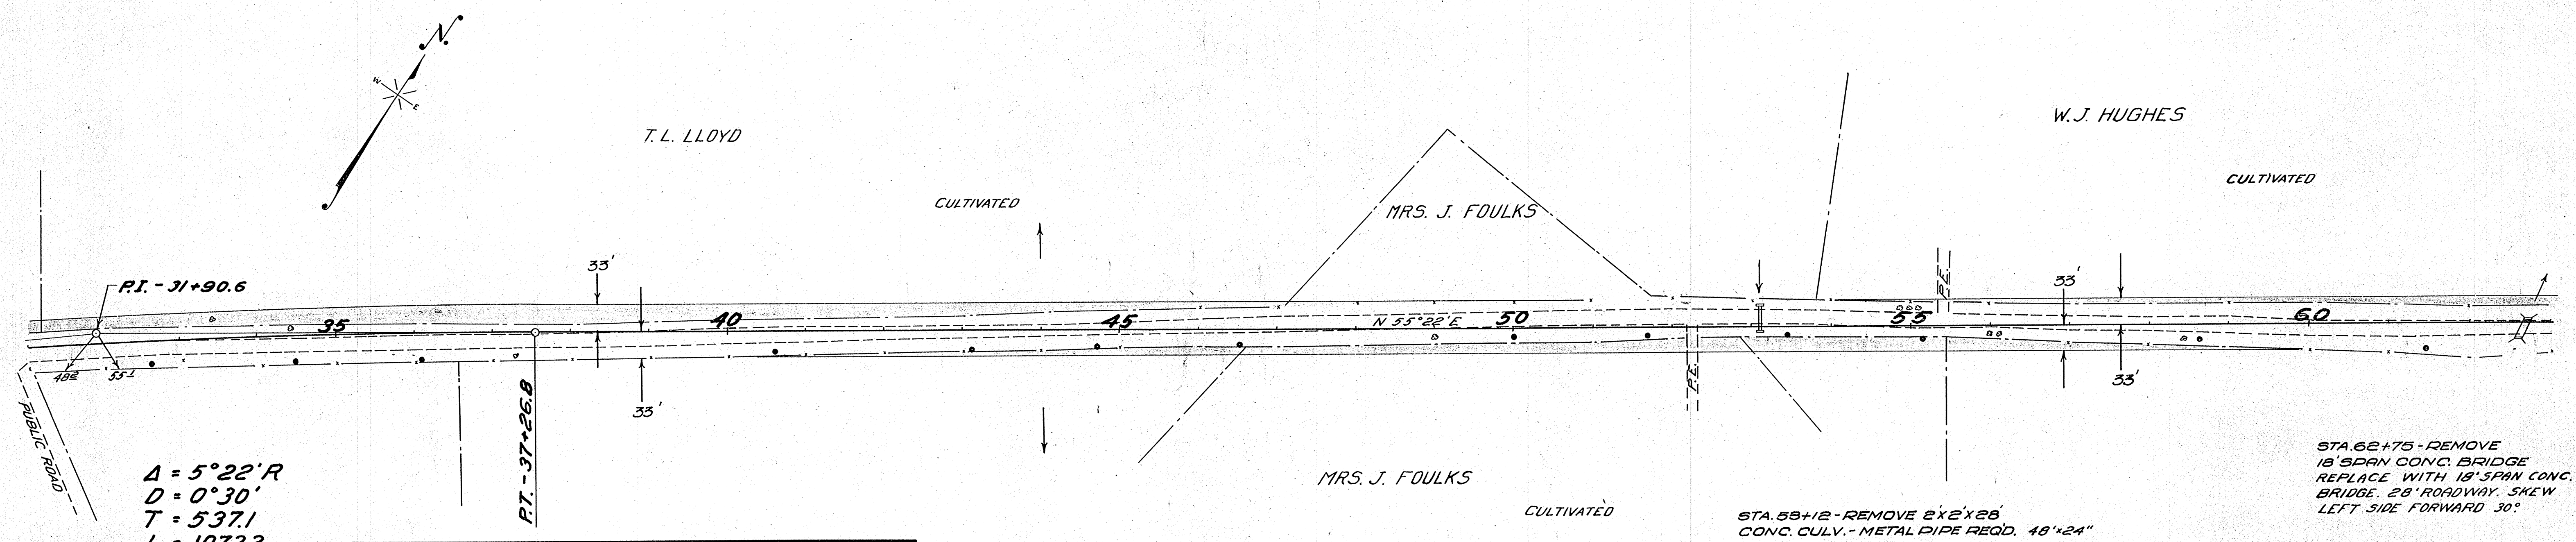 N.
W
E
T. L. LLOYD
W. J. HUGHES
CULTIVATED
CULTIVATED
MRS. J. FOULKS
33'
33'
P.E.
P.I. - 31+90.6
35
40
45
N 55°22'E
50
55
60
48²
55¹
33'
33'
P.E.
PUBLIC ROAD
P.T. - 37+26.8
Δ = 5°22'R
D = 0°30'
T = 537.1
MRS. J. FOULKS
CULTIVATED
STA. 53+12 - REMOVE 2'X2'X28'
CONC. CULV. - METAL PIPE REQD. 48'x24"
STA. 62+75 - REMOVE
18' SPAN CONC. BRIDGE
REPLACE WITH 18' SPAN CONC.
BRIDGE. 28' ROADWAY. SKEW
LEFT SIDE FORWARD 30°